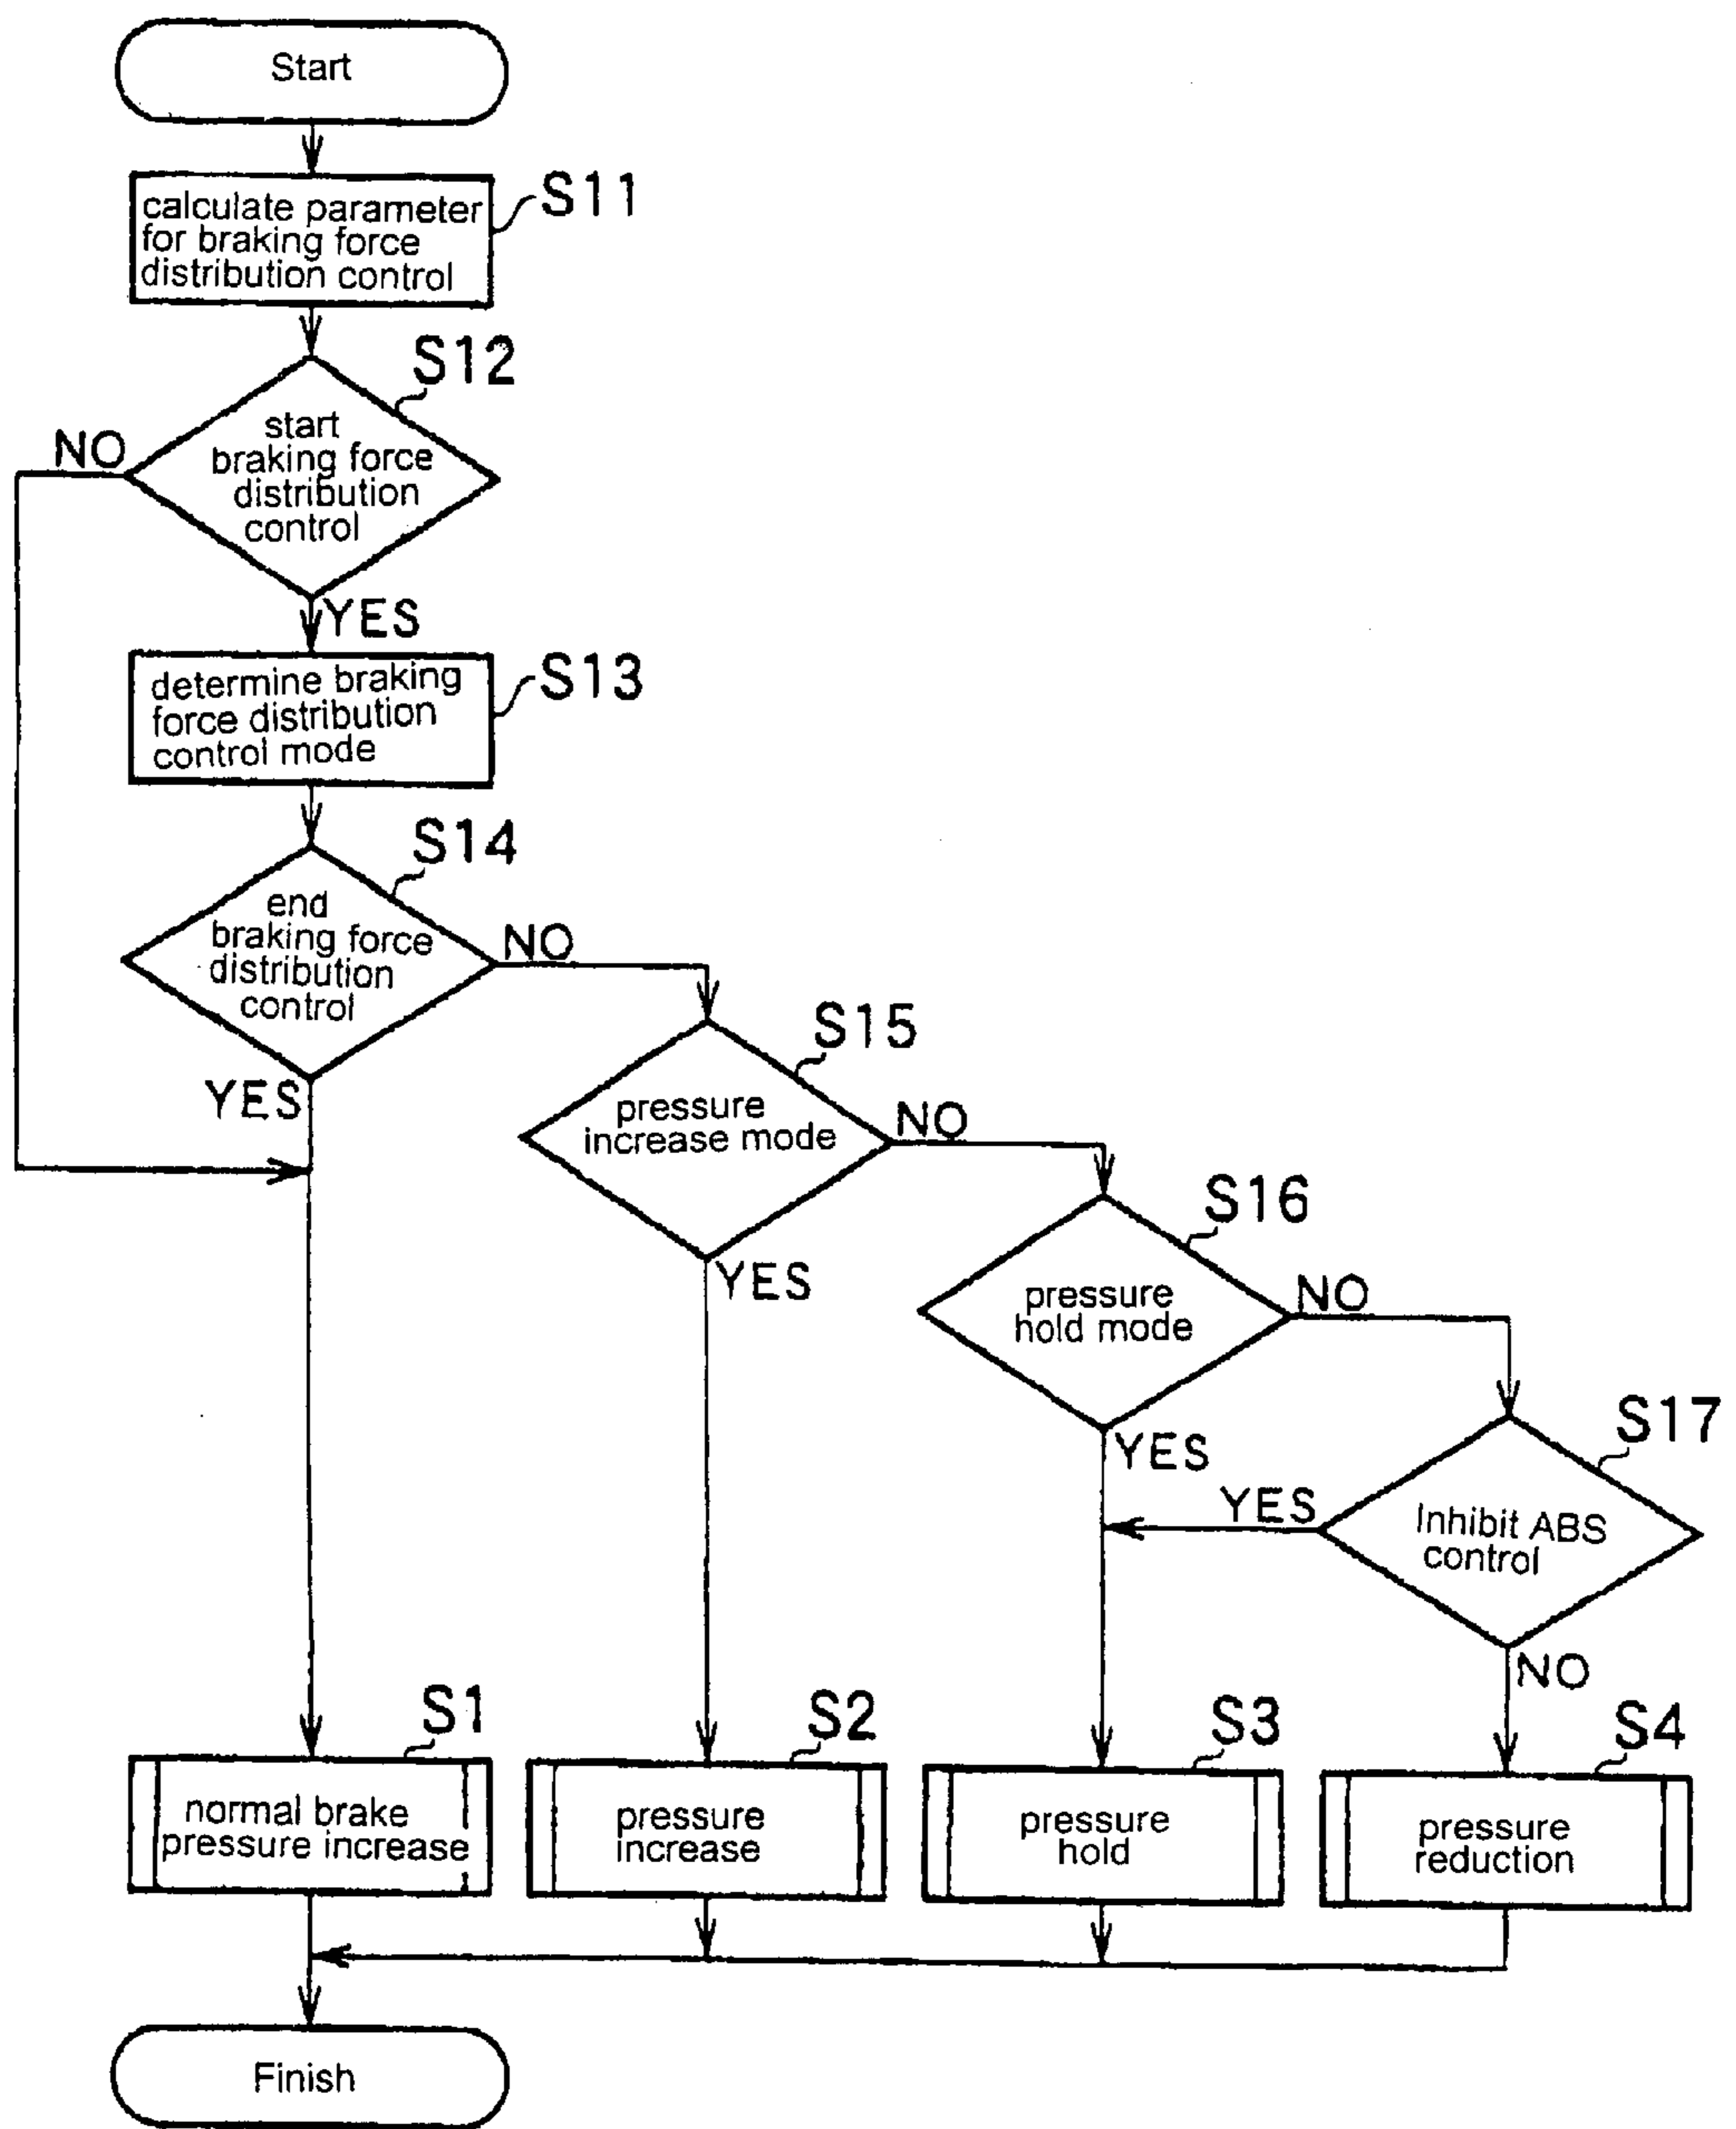 Start
calculate parameter
for braking force
distribution control
S11
S12
start
braking force
distribution
control
NO
YES
determine braking
force distribution
control mode
S13
S14
end
braking force
distribution
control
NO
YES
S15
pressure
increase mode
NO
YES
S16
pressure
hold mode
NO
YES
S17
Inhibit ABS
control
YES
NO
S1
normal brake
pressure increase
S2
pressure
increase
S3
pressure
hold
S4
pressure
reduction
Finish